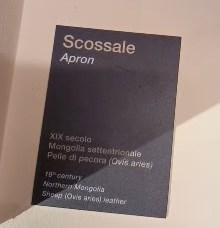 Scossale
Apron
XIX secolo
Mongolia settentrionale
Pelle di pecora (Ovis aries)
19th century
Northern Mongolia
Sheep (Ovis aries) leather